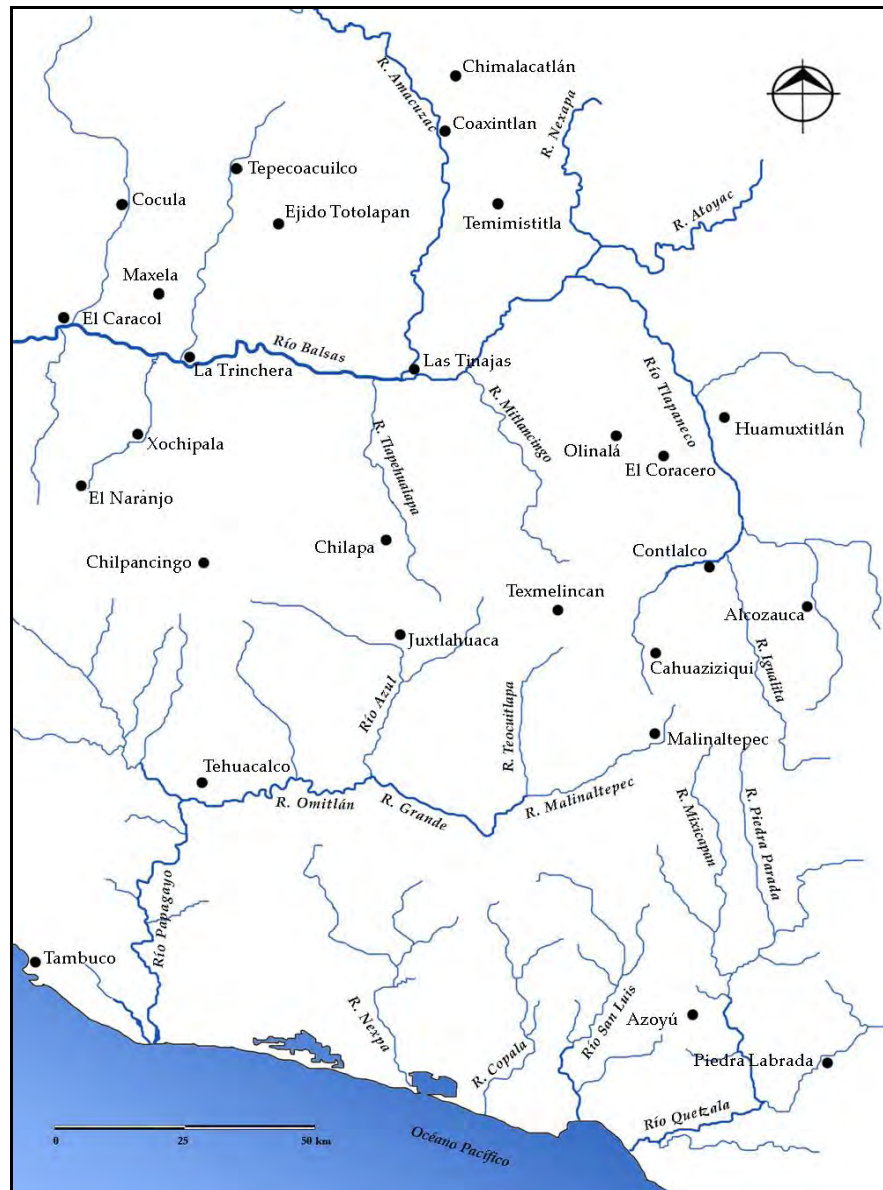 Chimalacatlán
R. Amacuzac
Coaxintlan
R. Nexapa
Tepecoacuilco
Cocula
Ejido Totolapan
Temimistitla
R. Atoyac
Maxela
El Caracol
La Trinchera
Río Balsas
Las Tinajas
Río Tlapaneco
R. Mitlancingo
R. Tlapehualapa
Xochipala
Olinalá
El Coracero
Huamuxtitlán
El Naranjo
Chilpancingo
Chilapa
Contlalco
Texmelincan
Alcozauca
Juxtlahuaca
Cahuaziziqui
R. Igualita
Río Azul
R. Teocuitlapa
Malinaltepec
Tehuacalco
R. Omitlán
R. Grande
R. Malinaltepec
R. Mixicapan
R. Piedra Parada
Río Papagayo
Tambuco
R. Nexpa
R. Copala
Río San Luis
Azoyú
Piedra Labrada
Río Quetzala
Océano Pacífico
0 25 50 km